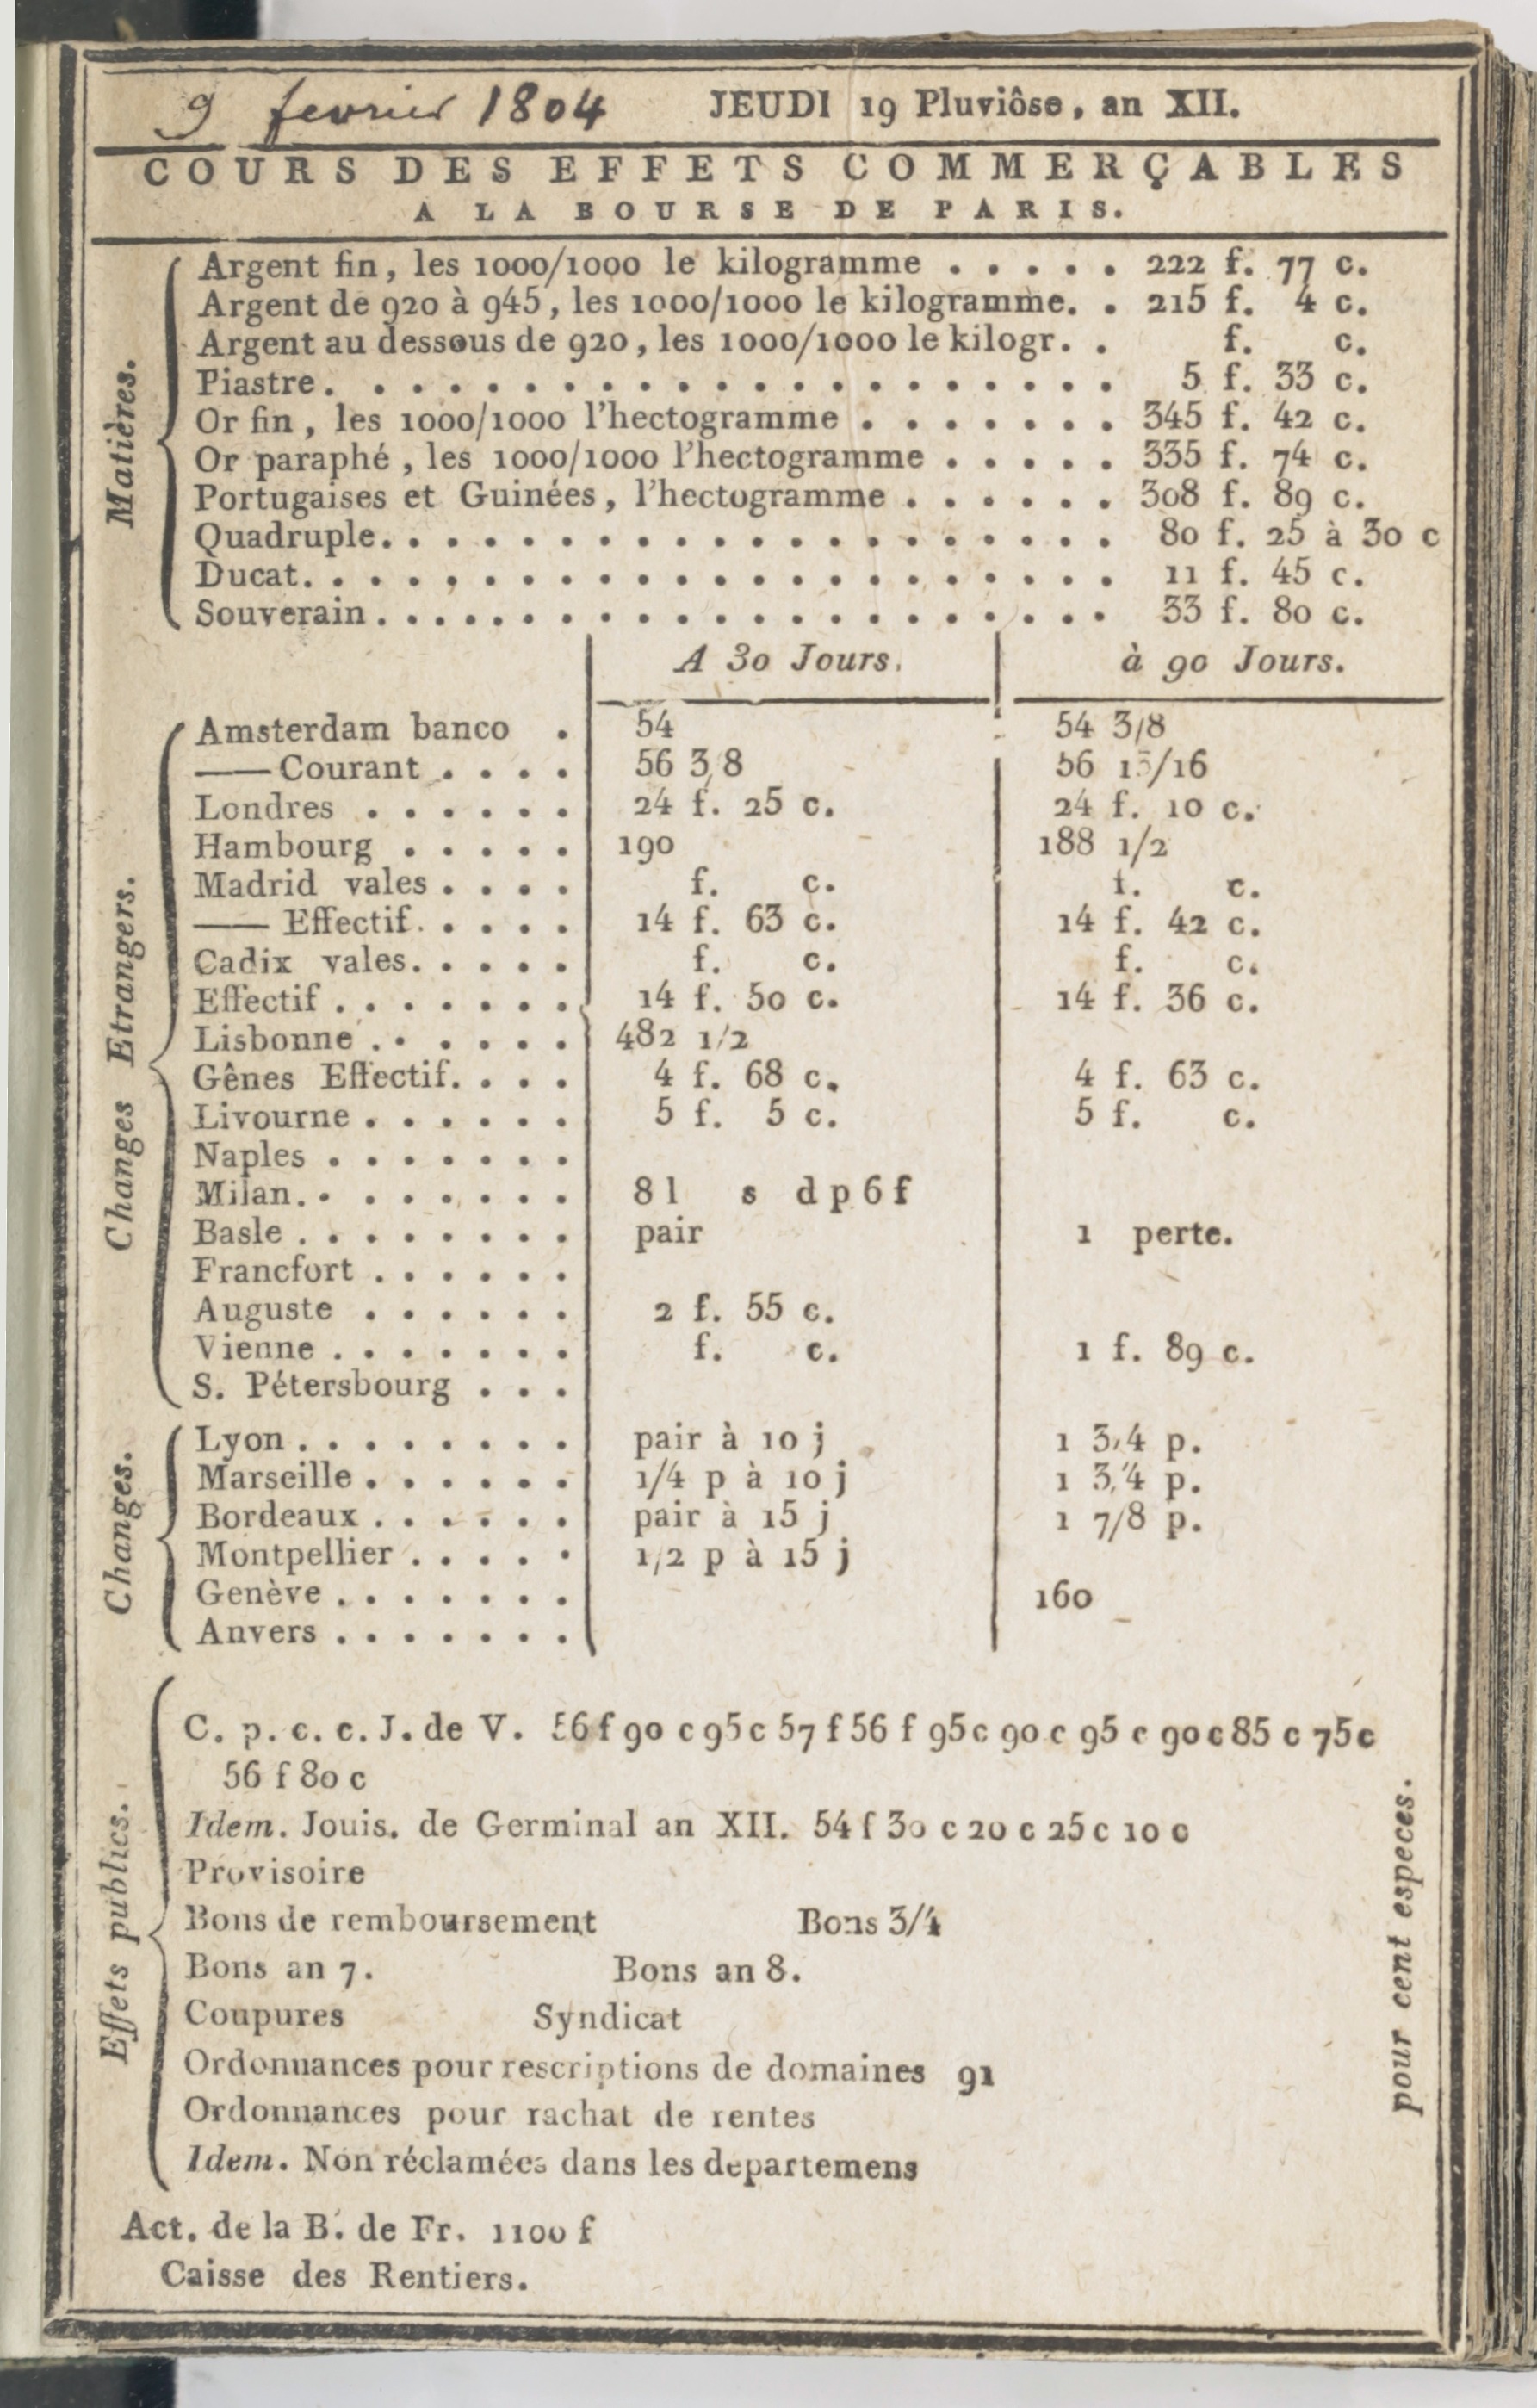 9 fevrier 1804 JEUDI 19 Pluviôse, an XII.
COURS DES EFFETS COMMERÇABLES
A LA BOURSE DE PARIS.
Matières.
Argent fin, les 1000/1000 le kilogramme . . . . . 222 f. 77 c.
Argent de 920 à 945, les 1000/1000 le kilogramme. . 215 f. 4 c.
Argent au dessous de 920, les 1000/1000 le kilogr. . f. c.
Piastre. . . . . . . . . . . . . . . . . . . . . 5 f. 33 c.
Or fin, les 1000/1000 l'hectogramme . . . . . . . 345 f. 42 c.
Or paraphé, les 1000/1000 l'hectogramme . . . . . 335 f. 74 c.
Portugaises et Guinées, l'hectogramme . . . . . . 308 f. 89 c.
Quadruple. . . . . . . . . . . . . . . . . . . . 80 f. 25 à 30 c
Ducat. . . . . . . . . . . . . . . . . . . . . . 11 f. 45 c.
Souverain. . . . . . . . . . . . . . . . . . . . 33 f. 80 c.
A 30 Jours. à 90 Jours.
Changes Etrangers.
Amsterdam banco . 54 54 3/8
—— Courant . . . . 56 3/8 56 15/16
Londres . . . . . . 24 f. 25 c. 24 f. 10 c.
Hambourg . . . . . 190 188 1/2
Madrid vales . . . . f. c. f. c.
—— Effectif. . . . . 14 f. 63 c. 14 f. 42 c.
Cadix vales. . . . . f. c. f. c.
Effectif . . . . . . . 14 f. 50 c. 14 f. 36 c.
Lisbonne . . . . . . 482 1/2
Gênes Effectif. . . . 4 f. 68 c. 4 f. 63 c.
Livourne . . . . . . 5 f. 5 c. 5 f. c.
Naples . . . . . . .
Milan. . . . . . . . 8 l s d p 6 f
Basle . . . . . . . . pair 1 perte.
Francfort . . . . . .
Auguste . . . . . . 2 f. 55 c.
Vienne . . . . . . . f. c. 1 f. 89 c.
S. Pétersbourg . . .
Changes.
Lyon . . . . . . . . pair à 10 j 1 3/4 p.
Marseille . . . . . . 1/4 p à 10 j 1 3/4 p.
Bordeaux . . . . . . pair à 15 j 1 7/8 p.
Montpellier . . . . . 1/2 p à 15 j
Genève . . . . . . . 160
Anvers . . . . . . .
Effets publics.
C. p. c. c. J. de V. 56 f 90 c 95 c 57 f 56 f 95 c 90 c 95 c 90 c 85 c 75 c
56 f 80 c
Idem. Jouis. de Germinal an XII. 54 f 30 c 20 c 25 c 10 c
Provisoire
Bons de remboursement Bons 3/4
Bons an 7. Bons an 8.
Coupures Syndicat
Ordonnances pour rescriptions de domaines 91
Ordonnances pour rachat de rentes
Idem. Non réclamées dans les departemens
pour cent especes.
Act. de la B. de Fr. 1100 f
Caisse des Rentiers.